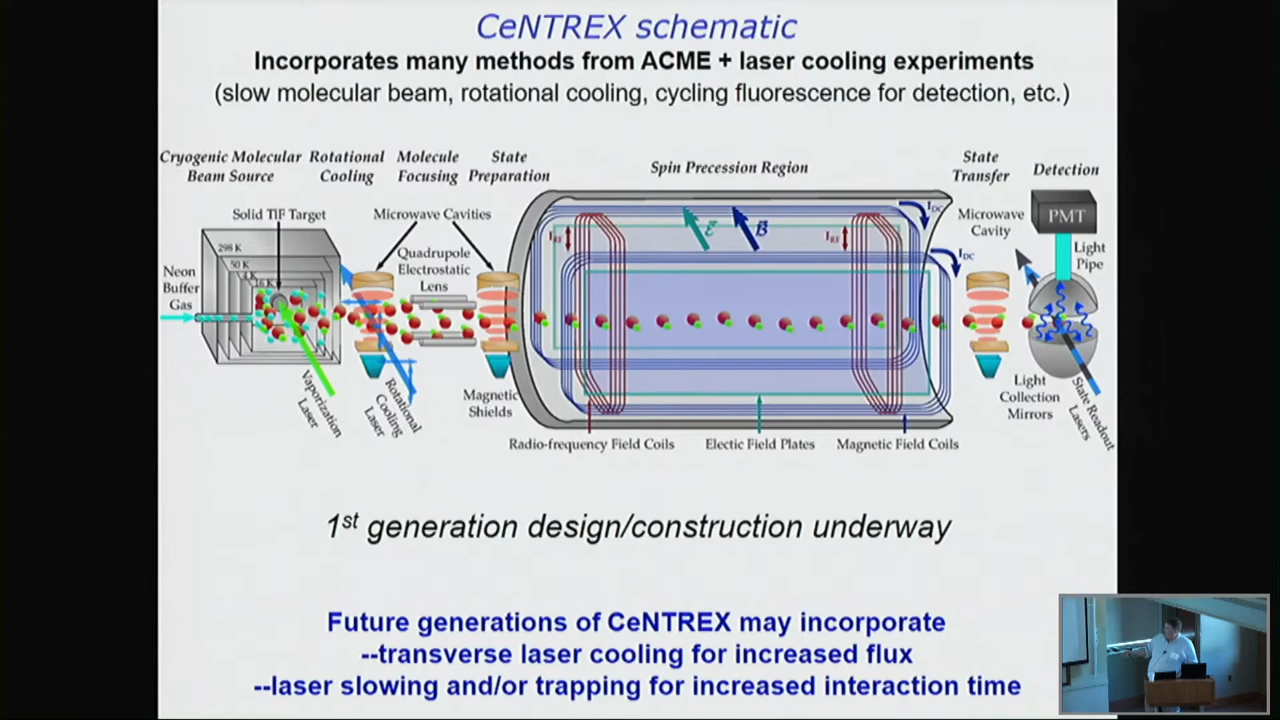 CeNTREX schematic
Incorporates many methods from ACME + laser cooling experiments
(slow molecular beam, rotational cooling, cycling fluorescence for detection, etc.)
Cryogenic Molecular
Beam Source
Rotational
Cooling
Molecule
Focusing
State
Preparation
Spin Precession Region
State
Transfer
Detection
Solid TlF Target
Microwave Cavities
Microwave
Cavity
PMT
Light
Pipe
Quadrupole
Electrostatic
Lens
Neon
Buffer
Gas
298 K
50 K
4 K
16 K
I_RF
I_RF
ε
B
I_DC
I_DC
Vaporization
Laser
Rotational
Cooling
Laser
Magnetic
Shields
Light
Collection
Mirrors
State Readout
Lasers
Radio-frequency Field Coils
Electic Field Plates
Magnetic Field Coils
1st generation design/construction underway
Future generations of CeNTREX may incorporate
--transverse laser cooling for increased flux
--laser slowing and/or trapping for increased interaction time